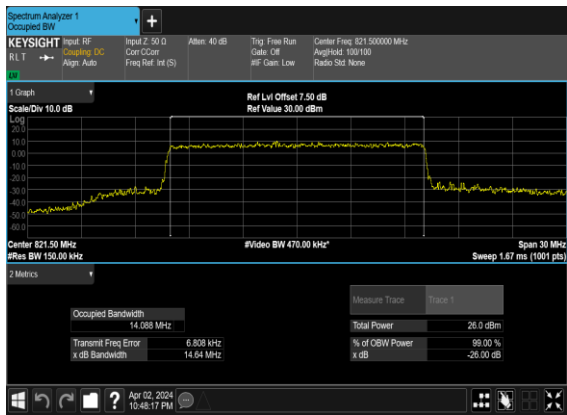 Spectrum Analyzer 1
Occupied BW
+
KEYSIGHT Input: RF Input Z: 50 Ω Atten: 40 dB Trig: Free Run Center Freq: 821.500000 MHz
RLT Coupling: DC Corr CCorr Gate: Off Avg|Hold: 100/100
Align: Auto Freq Ref: Int (S) #IF Gain: Low Radio Std: None
1 Graph
Ref Lvl Offset 7.50 dB
Scale/Div 10.0 dB Ref Value 30.00 dBm
Log
20.0
10.0
0.00
-10.0
-20.0
-30.0
-40.0
-50.0
-60.0
Center 821.50 MHz #Video BW 470.00 kHz* Span 30 MHz
#Res BW 150.00 kHz Sweep 1.67 ms (1001 pts)
2 Metrics
Measure Trace Trace 1
Occupied Bandwidth
14.088 MHz Total Power 26.0 dBm
Transmit Freq Error 6.808 kHz % of OBW Power 99.00 %
x dB Bandwidth 14.64 MHz x dB -26.00 dB
? Apr 02, 2024
10:48:17 PM